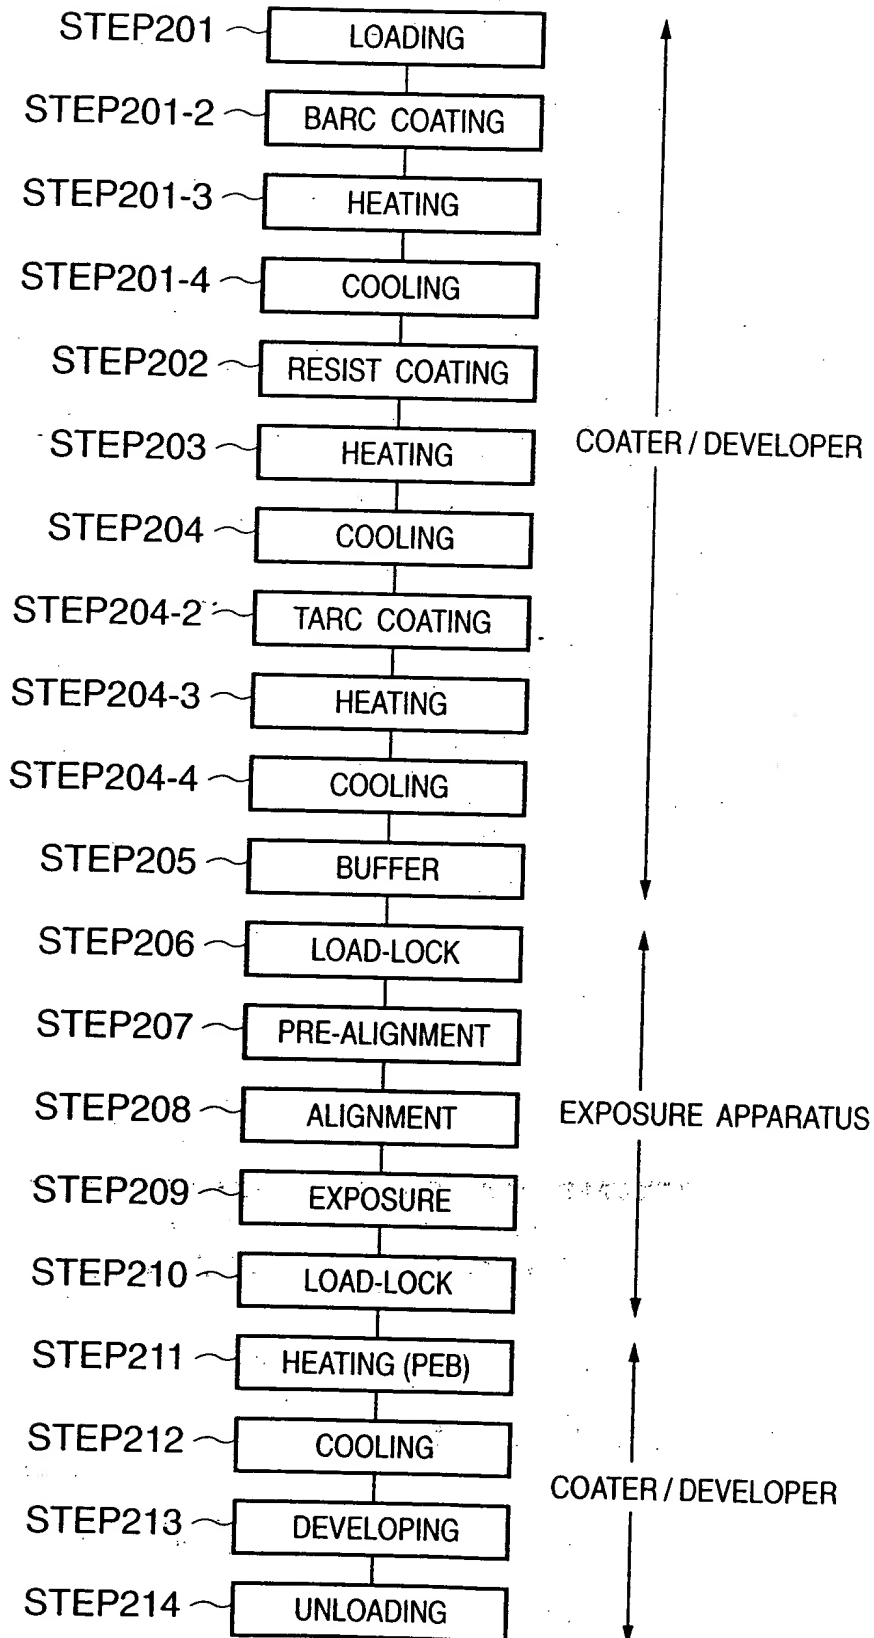 STEP201 LOADING
STEP201-2 BARC COATING
STEP201-3 HEATING
STEP201-4 COOLING
STEP202 RESIST COATING
STEP203 HEATING
COATER / DEVELOPER
STEP204 COOLING
STEP204-2 TARC COATING
STEP204-3 HEATING
STEP204-4 COOLING
STEP205 BUFFER
STEP206 LOAD-LOCK
STEP207 PRE-ALIGNMENT
STEP208 ALIGNMENT
EXPOSURE APPARATUS
STEP209 EXPOSURE
STEP210 LOAD-LOCK
STEP211 HEATING (PEB)
STEP212 COOLING
COATER / DEVELOPER
STEP213 DEVELOPING
STEP214 UNLOADING